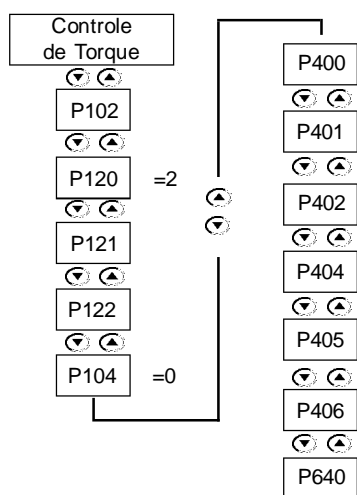 Controle
de Torque
P102
P120 =2
P121
P122
P104 =0
P400
P401
P402
P404
P405
P406
P640